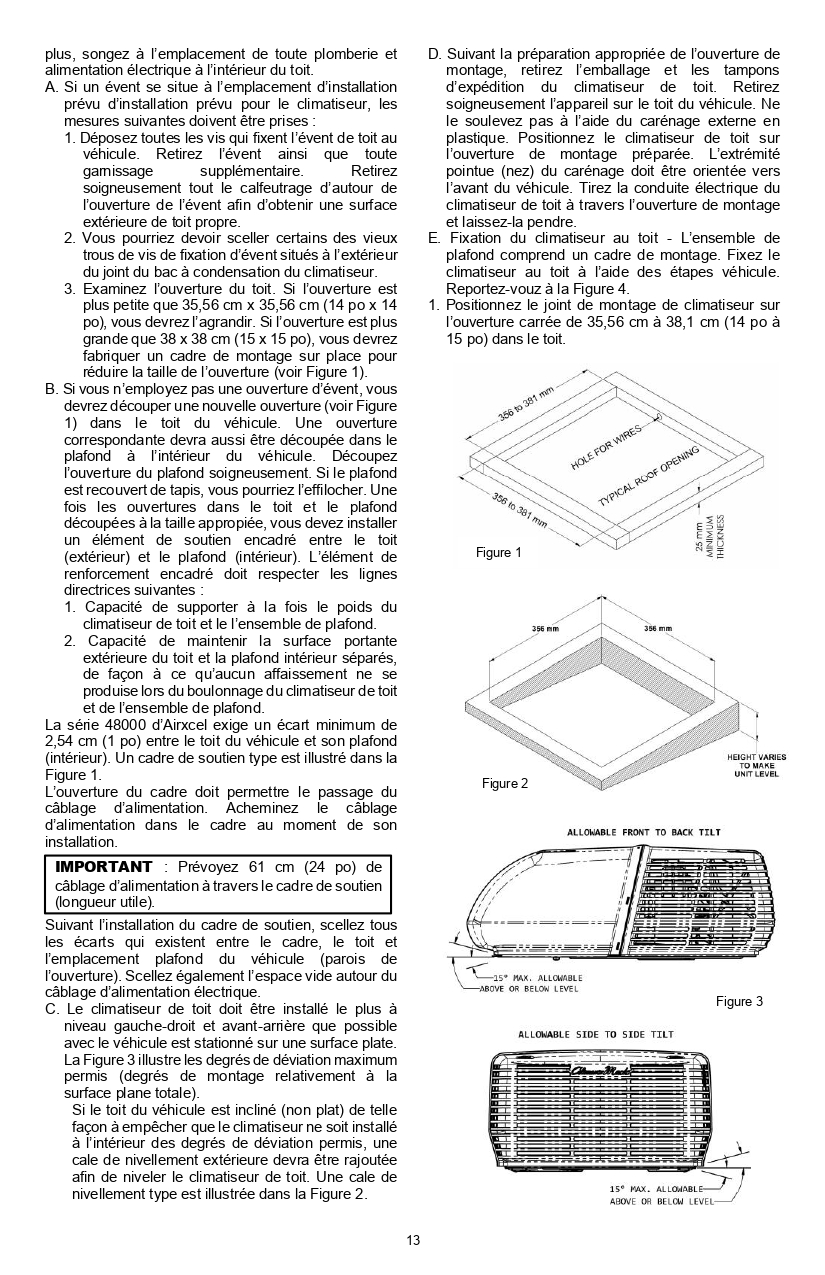 plus, songez à l’emplacement de toute plomberie et
alimentation électrique à l’intérieur du toit.
A. Si un évent se situe à l’emplacement d’installation
prévu d’installation prévu pour le climatiseur, les
mesures suivantes doivent être prises :
1. Déposez toutes les vis qui fixent l’évent de toit au
véhicule. Retirez l’évent ainsi que toute
garnissage supplémentaire. Retirez
soigneusement tout le calfeutrage d’autour de
l’ouverture de l’évent afin d’obtenir une surface
extérieure de toit propre.
2. Vous pourriez devoir sceller certains des vieux
trous de vis de fixation d’évent situés à l’extérieur
du joint du bac à condensation du climatiseur.
3. Examinez l’ouverture du toit. Si l’ouverture est
plus petite que 35,56 cm x 35,56 cm (14 po x 14
po), vous devrez l’agrandir. Si l’ouverture est plus
grande que 38 x 38 cm (15 x 15 po), vous devrez
fabriquer un cadre de montage sur place pour
réduire la taille de l’ouverture (voir Figure 1).
B. Si vous n’employez pas une ouverture d’évent, vous
devrez découper une nouvelle ouverture (voir Figure
1) dans le toit du véhicule. Une ouverture
correspondante devra aussi être découpée dans le
plafond à l’intérieur du véhicule. Découpez
l’ouverture du plafond soigneusement. Si le plafond
est recouvert de tapis, vous pourriez l’effilocher. Une
fois les ouvertures dans le toit et le plafond
découpées à la taille appropiée, vous devez installer
un élément de soutien encadré entre le toit
(extérieur) et le plafond (intérieur). L’élément de
renforcement encadré doit respecter les lignes
directrices suivantes :
1. Capacité de supporter à la fois le poids du
climatiseur de toit et le l’ensemble de plafond.
2. Capacité de maintenir la surface portante
extérieure du toit et la plafond intérieur séparés,
de façon à ce qu’aucun affaissement ne se
produise lors du boulonnage du climatiseur de toit
et de l’ensemble de plafond.
La série 48000 d’Airxcel exige un écart minimum de
2,54 cm (1 po) entre le toit du véhicule et son plafond
(intérieur). Un cadre de soutien type est illustré dans la
Figure 1.
L’ouverture du cadre doit permettre le passage du
câblage d’alimentation. Acheminez le câblage
d’alimentation dans le cadre au moment de son
installation.
IMPORTANT : Prévoyez 61 cm (24 po) de
câblage d’alimentation à travers le cadre de soutien
(longueur utile).
Suivant l’installation du cadre de soutien, scellez tous
les écarts qui existent entre le cadre, le toit et
l’emplacement plafond du véhicule (parois de
l’ouverture). Scellez également l’espace vide autour du
câblage d’alimentation électrique.
C. Le climatiseur de toit doit être installé le plus à
niveau gauche-droit et avant-arrière que possible
avec le véhicule est stationné sur une surface plate.
La Figure 3 illustre les degrés de déviation maximum
permis (degrés de montage relativement à la
surface plane totale).
Si le toit du véhicule est incliné (non plat) de telle
façon à empêcher que le climatiseur ne soit installé
à l’intérieur des degrés de déviation permis, une
cale de nivellement extérieure devra être rajoutée
afin de niveler le climatiseur de toit. Une cale de
nivellement type est illustrée dans la Figure 2.
D. Suivant la préparation appropriée de l’ouverture de
montage, retirez l’emballage et les tampons
d’expédition du climatiseur de toit. Retirez
soigneusement l’appareil sur le toit du véhicule. Ne
le soulevez pas à l’aide du carénage externe en
plastique. Positionnez le climatiseur de toit sur
l’ouverture de montage préparée. L’extrémité
pointue (nez) du carénage doit être orientée vers
l’avant du véhicule. Tirez la conduite électrique du
climatiseur de toit à travers l’ouverture de montage
et laissez-la pendre.
E. Fixation du climatiseur au toit - L’ensemble de
plafond comprend un cadre de montage. Fixez le
climatiseur au toit à l’aide des étapes véhicule.
Reportez-vouz à la Figure 4.
1. Positionnez le joint de montage de climatiseur sur
l’ouverture carrée de 35,56 cm à 38,1 cm (14 po à
15 po) dans le toit.
356 to 381 mm
HOLE FOR WIRES
TYPICAL ROOF OPENING
356 to 381 mm
25 mm
MINIMUM
THICKNESS
Figure 1
356 mm
356 mm
HEIGHT VARIES
TO MAKE
UNIT LEVEL
Figure 2
ALLOWABLE FRONT TO BACK TILT
15° MAX. ALLOWABLE
ABOVE OR BELOW LEVEL
Figure 3
ALLOWABLE SIDE TO SIDE TILT
Coleman Mach
15° MAX. ALLOWABLE
ABOVE OR BELOW LEVEL
13